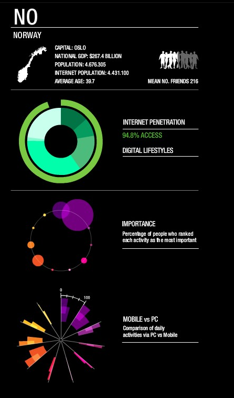 NO
NORWAY
CAPITAL: OSLO
NATIONAL GDP: $267.4 BILLION
POPULATION: 4.676.305
INTERNET POPULATION: 4.431.100
AVERAGE AGE: 39.7
MEAN NO. FRIENDS 216
INTERNET PENETRATION
94.8% ACCESS
DIGITAL LIFESTYLES
IMPORTANCE
Percentage of people who ranked
each activity as the most important
0
100
MOBILE vs PC
Comparison of daily
activities via PC vs Mobile